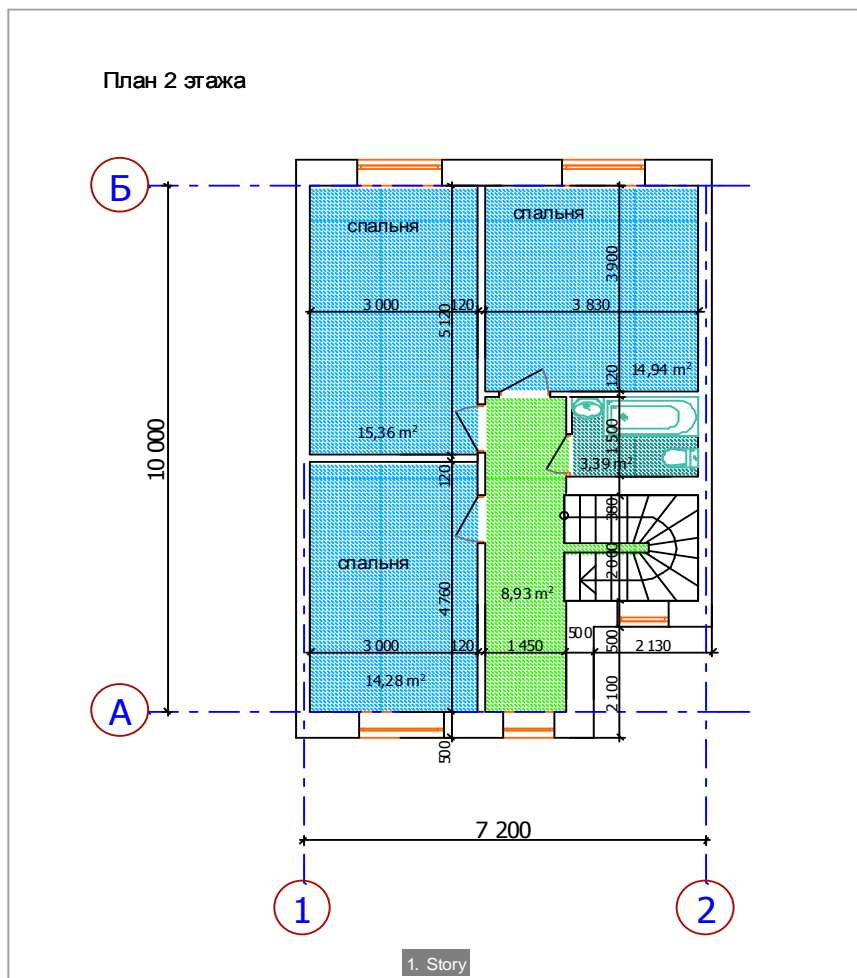 План 2 этажа
Б
спальня
спальня
3 900
3 000
120
3 830
5 120
120
14,94 m²
15,36 m²
1 500
3,39 m²
10 000
120
380
спальня
2 000
8,93 m²
4 760
500
500
3 000
120
1 450
2 130
14,28 m²
2 100
А
500
7 200
1
2
1. Story